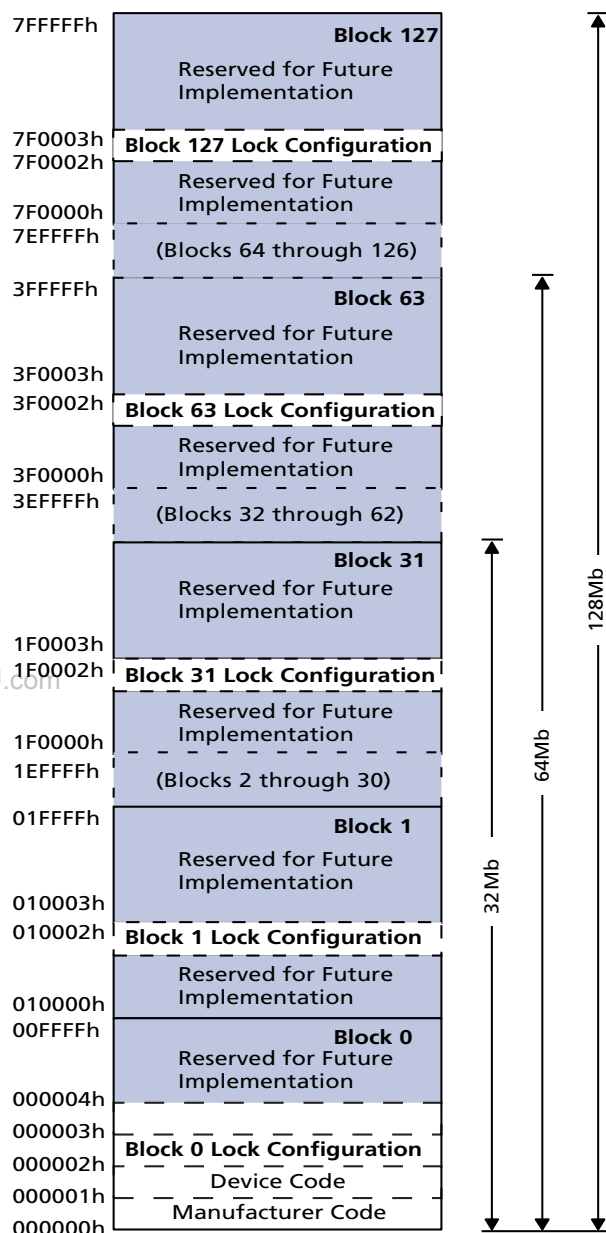 7FFFFFh
Block 127
Reserved for Future
Implementation
7F0003h
Block 127 Lock Configuration
7F0002h
Reserved for Future
Implementation
7F0000h
7EFFFFh
(Blocks 64 through 126)
3FFFFFh
Block 63
Reserved for Future
Implementation
3F0003h
3F0002h
Block 63 Lock Configuration
Reserved for Future
Implementation
3F0000h
3EFFFFh
(Blocks 32 through 62)
Block 31
Reserved for Future
Implementation
1F0003h
1F0002h
.com
Block 31 Lock Configuration
Reserved for Future
Implementation
1F0000h
1EFFFFh
(Blocks 2 through 30)
01FFFFh
Block 1
Reserved for Future
Implementation
010003h
010002h
Block 1 Lock Configuration
Reserved for Future
Implementation
010000h
00FFFFh
Block 0
Reserved for Future
Implementation
000004h
000003h
Block 0 Lock Configuration
000002h
Device Code
000001h
Manufacturer Code
000000h
32Mb
64Mb
128Mb